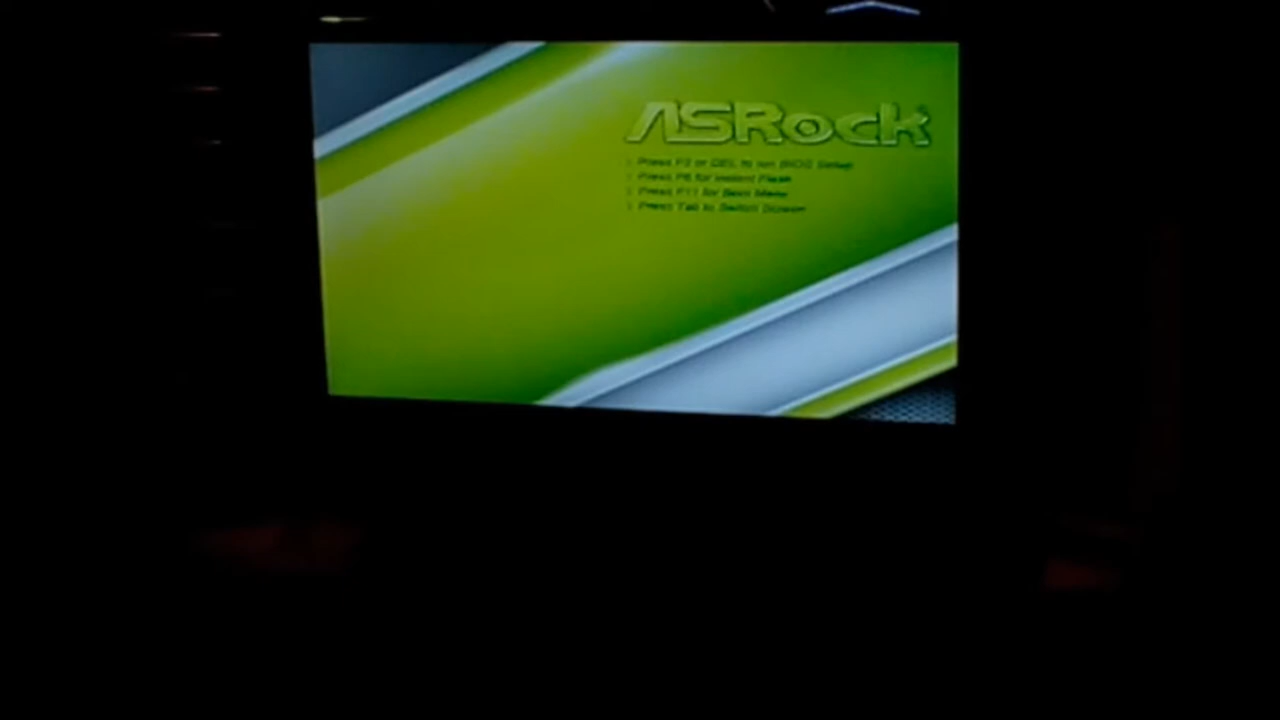 ASRock
Press F2 or DEL to run BIOS Setup
Press F6 for Instant Flash
Press F11 for Boot Menu
Press Tab to Switch Screen